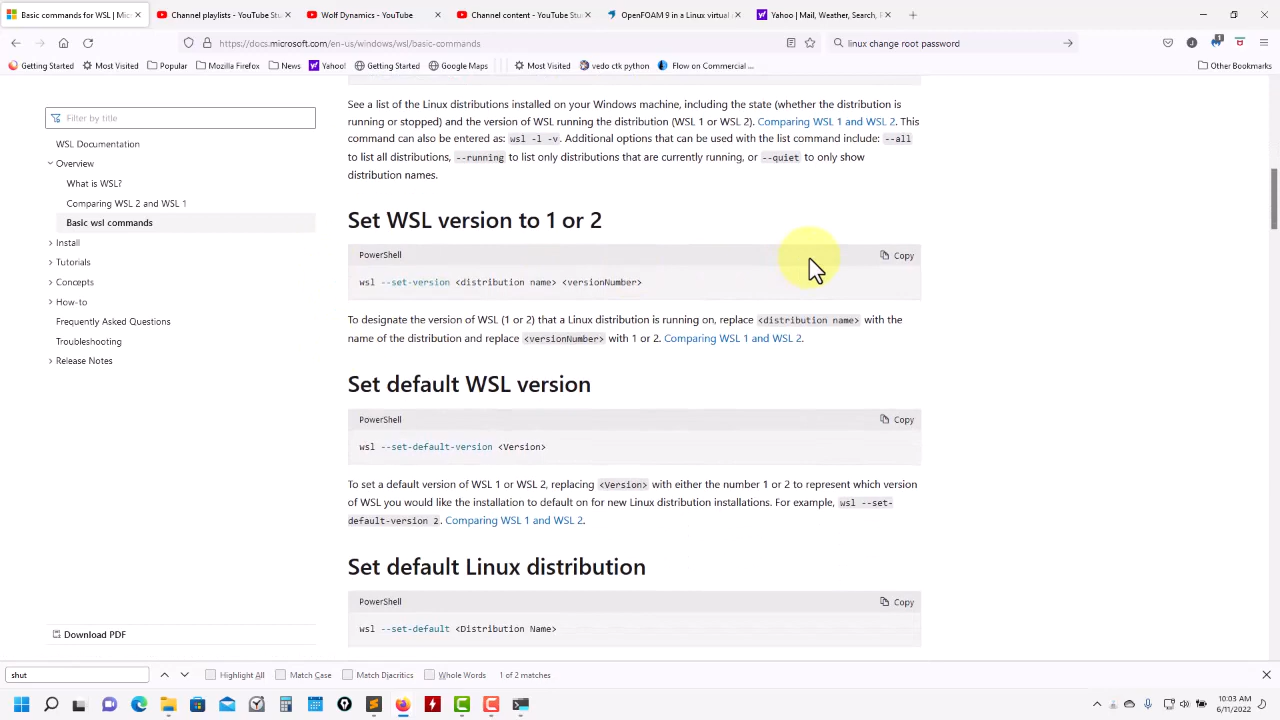 Basic commands for WSL | Mic
Channel playlists - YouTube Stu
Wolf Dynamics - YouTube
Channel content - YouTube Stud
OpenFOAM 9 in a Linux virtual
Yahoo | Mail, Weather, Search,
https://docs.microsoft.com/en-us/windows/wsl/basic-commands
linux change root password
Getting Started
Most Visited
Popular
Mozilla Firefox
News
Yahoo!
Getting Started
Google Maps
Most Visited
vedo ctk python
Flow on Commercial ...
Other Bookmarks
Filter by title
WSL Documentation
Overview
What is WSL?
Comparing WSL 2 and WSL 1
Basic wsl commands
Install
Tutorials
Concepts
How-to
Frequently Asked Questions
Troubleshooting
Release Notes
Download PDF
See a list of the Linux distributions installed on your Windows machine, including the state (whether the distribution is
running or stopped) and the version of WSL running the distribution (WSL 1 or WSL 2). Comparing WSL 1 and WSL 2. This
command can also be entered as: wsl -l -v. Additional options that can be used with the list command include: --all
to list all distributions, --running to list only distributions that are currently running, or --quiet to only show
distribution names.
Set WSL version to 1 or 2
PowerShell
Copy
wsl --set-version <distribution name> <versionNumber>
To designate the version of WSL (1 or 2) that a Linux distribution is running on, replace <distribution name> with the
name of the distribution and replace <versionNumber> with 1 or 2. Comparing WSL 1 and WSL 2.
Set default WSL version
PowerShell
Copy
wsl --set-default-version <Version>
To set a default version of WSL 1 or WSL 2, replacing <Version> with either the number 1 or 2 to represent which version
of WSL you would like the installation to default on for new Linux distribution installations. For example, wsl --set-
default-version 2. Comparing WSL 1 and WSL 2.
Set default Linux distribution
PowerShell
Copy
wsl --set-default <Distribution Name>
shut
Highlight All
Match Case
Match Diacritics
Whole Words
1 of 2 matches
10:03 AM
6/11/2022